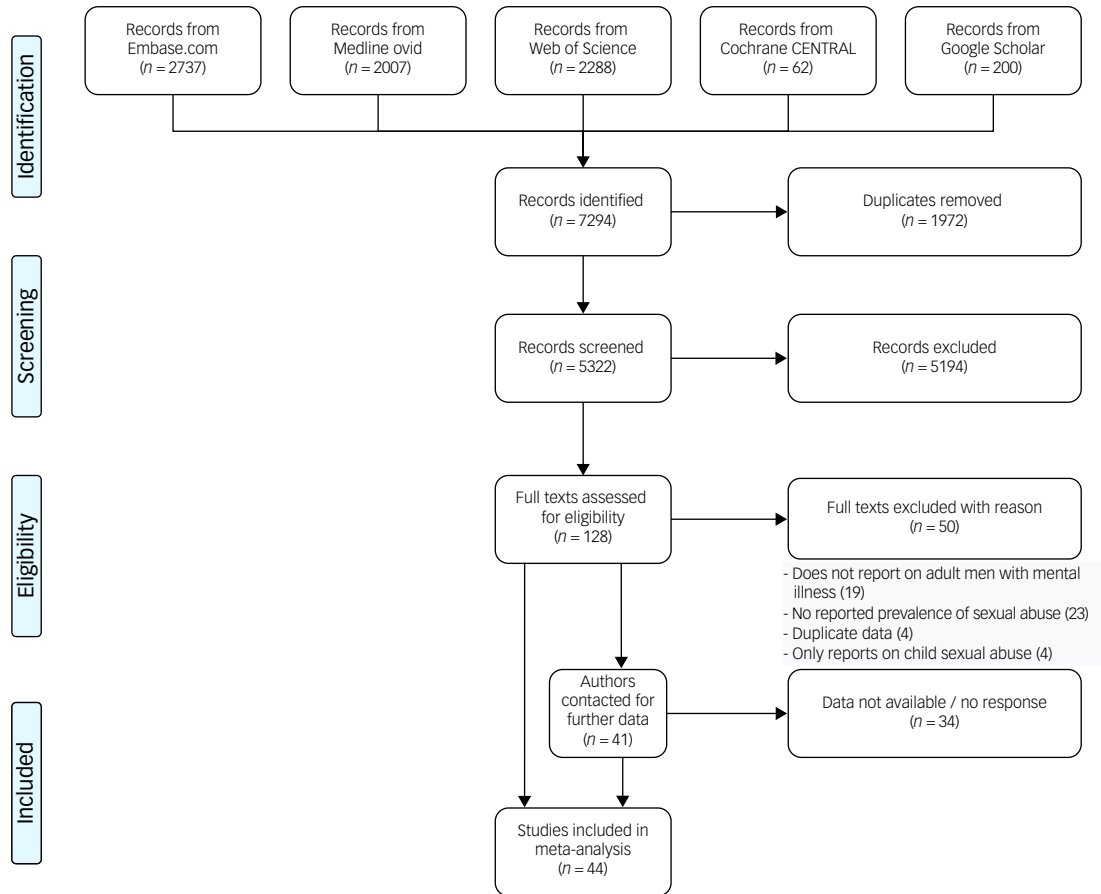 Identification
Records from
Embase.com
(n = 2737)
Records from
Medline ovid
(n = 2007)
Records from
Web of Science
(n = 2288)
Records from
Cochrane CENTRAL
(n = 62)
Records from
Google Scholar
(n = 200)
Records identified
(n = 7294)
Duplicates removed
(n = 1972)
Screening
Records screened
(n = 5322)
Records excluded
(n = 5194)
Eligibility
Full texts assessed
for eligibility
(n = 128)
Full texts excluded with reason
(n = 50)
- Does not report on adult men with mental
illness (19)
- No reported prevalence of sexual abuse (23)
- Duplicate data (4)
- Only reports on child sexual abuse (4)
Included
Authors
contacted for
further data
(n = 41)
Data not available / no response
(n = 34)
Studies included in
meta-analysis
(n = 44)